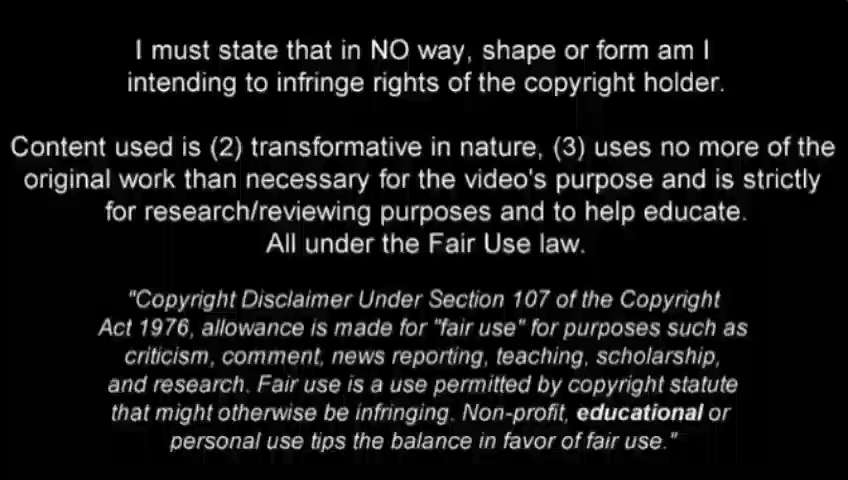 I must state that in NO way, shape or form am I
intending to infringe rights of the copyright holder.
Content used is (2) transformative in nature, (3) uses no more of the
original work than necessary for the video's purpose and is strictly
for research/reviewing purposes and to help educate.
All under the Fair Use law.
"Copyright Disclaimer Under Section 107 of the Copyright
Act 1976, allowance is made for "fair use" for purposes such as
criticism, comment, news reporting, teaching, scholarship,
and research. Fair use is a use permitted by copyright statute
that might otherwise be infringing. Non-profit, educational or
personal use tips the balance in favor of fair use."